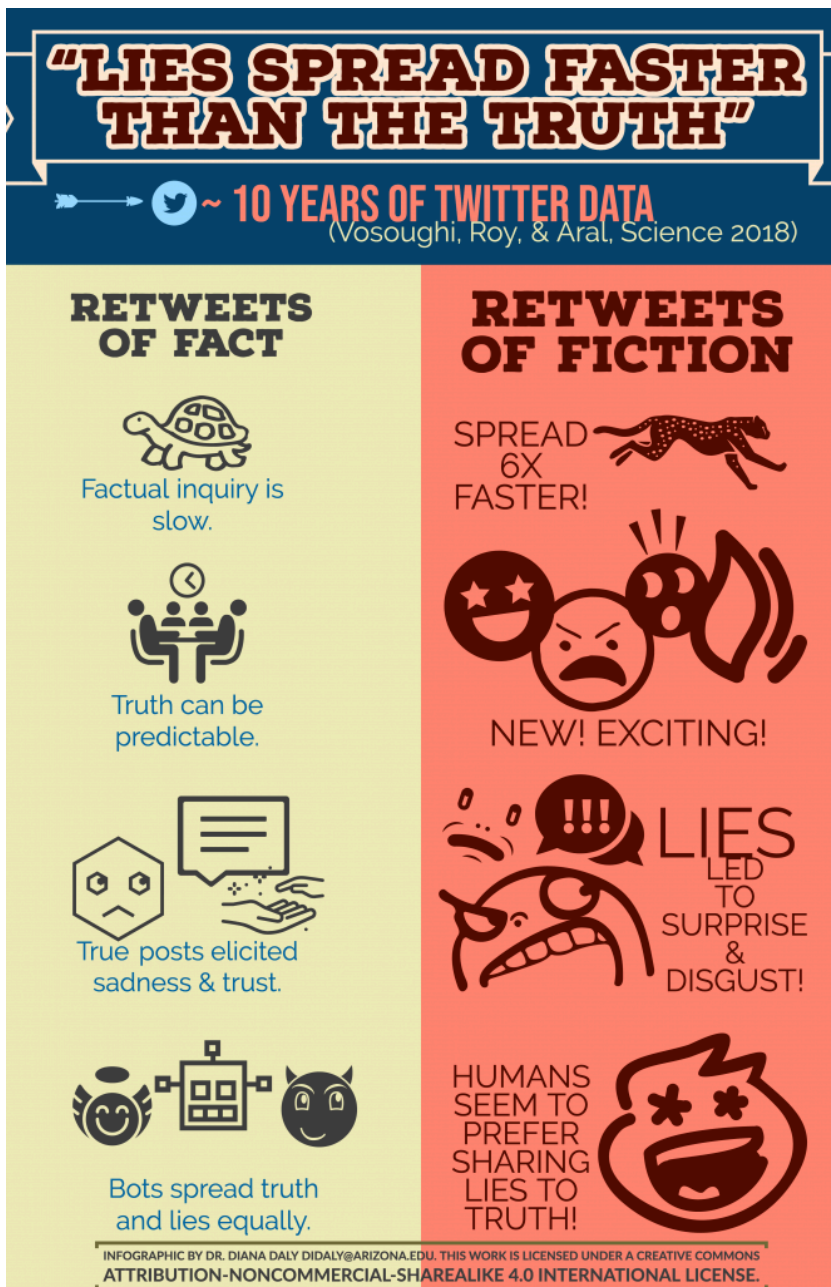 “LIES SPREAD FASTER
THAN THE TRUTH”
~ 10 YEARS OF TWITTER DATA
(Vosoughi, Roy, & Aral, Science 2018)
RETWEETS
OF FACT
Factual inquiry is
slow.
Truth can be
predictable.
True posts elicited
sadness & trust.
Bots spread truth
and lies equally.
RETWEETS
OF FICTION
SPREAD
6X
FASTER!
NEW! EXCITING!
!!!
LIES
LED
TO
SURPRISE
&
DISGUST!
HUMANS
SEEM TO
PREFER
SHARING
LIES TO
TRUTH!
INFOGRAPHIC BY DR. DIANA DALY DIDALY@ARIZONA.EDU. THIS WORK IS LICENSED UNDER A CREATIVE COMMONS
ATTRIBUTION-NONCOMMERCIAL-SHAREALIKE 4.0 INTERNATIONAL LICENSE.